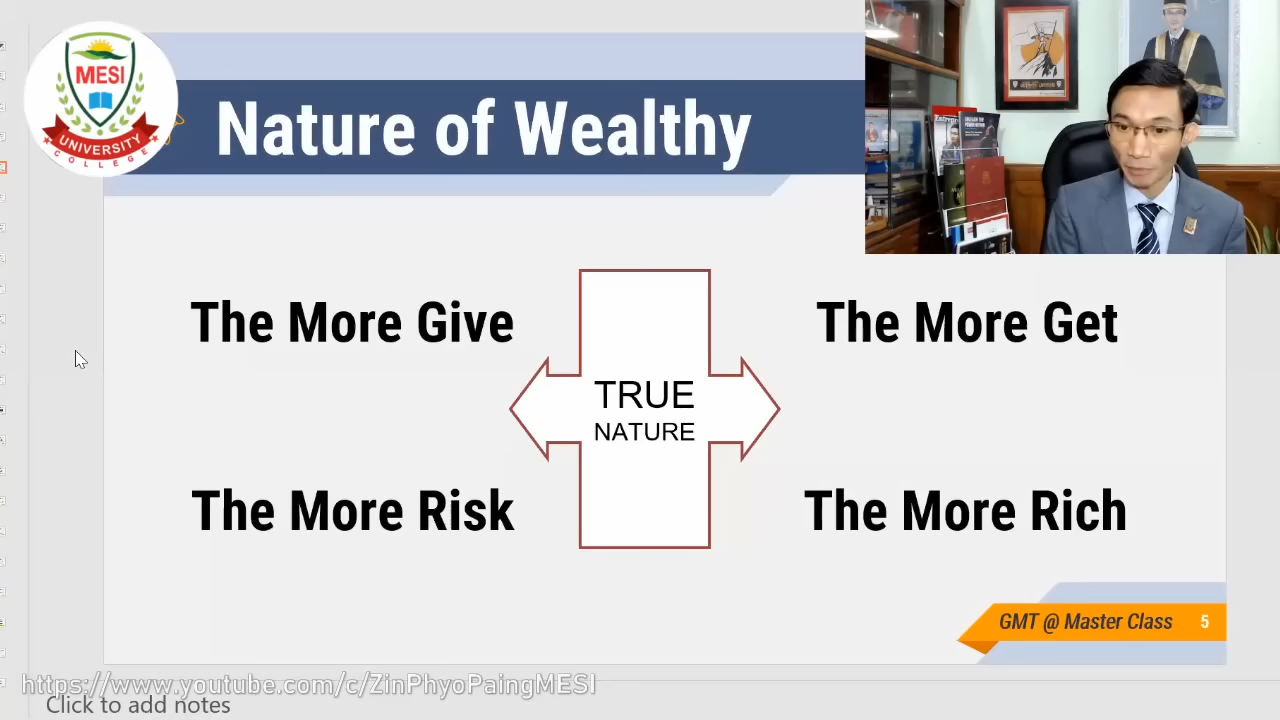 MESI
UNIVERSITY
COLLEGE
Nature of Wealthy
Entrepr
The More Give
The More Get
TRUE
NATURE
The More Risk
The More Rich
GMT @ Master Class 5
https://www.youtube.com/c/ZinPhyoPaingMESI
Click to add notes